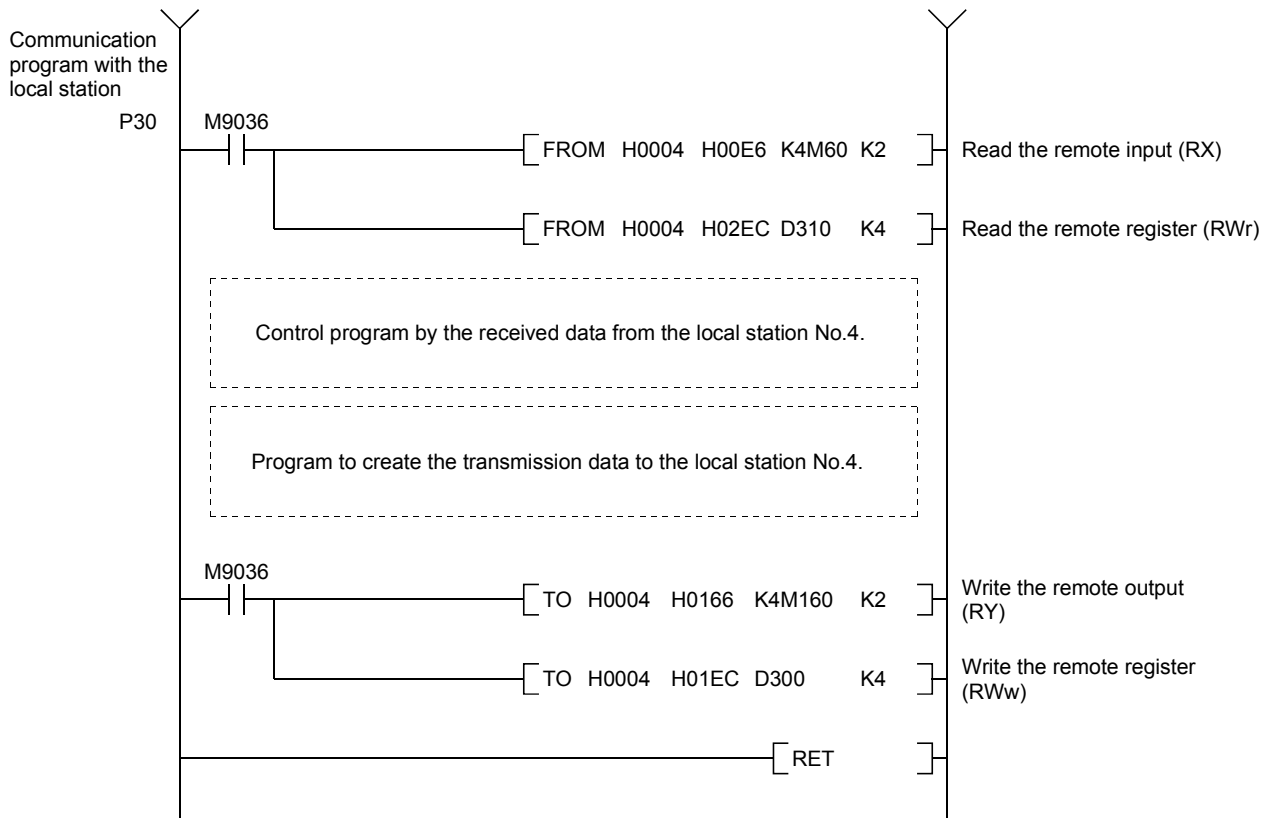 Communication
program with the
local station
P30
M9036
FROM H0004 H00E6 K4M60 K2
Read the remote input (RX)
FROM H0004 H02EC D310 K4
Read the remote register (RWr)
Control program by the received data from the local station No.4.
Program to create the transmission data to the local station No.4.
M9036
TO H0004 H0166 K4M160 K2
Write the remote output
(RY)
TO H0004 H01EC D300 K4
Write the remote register
(RWw)
RET